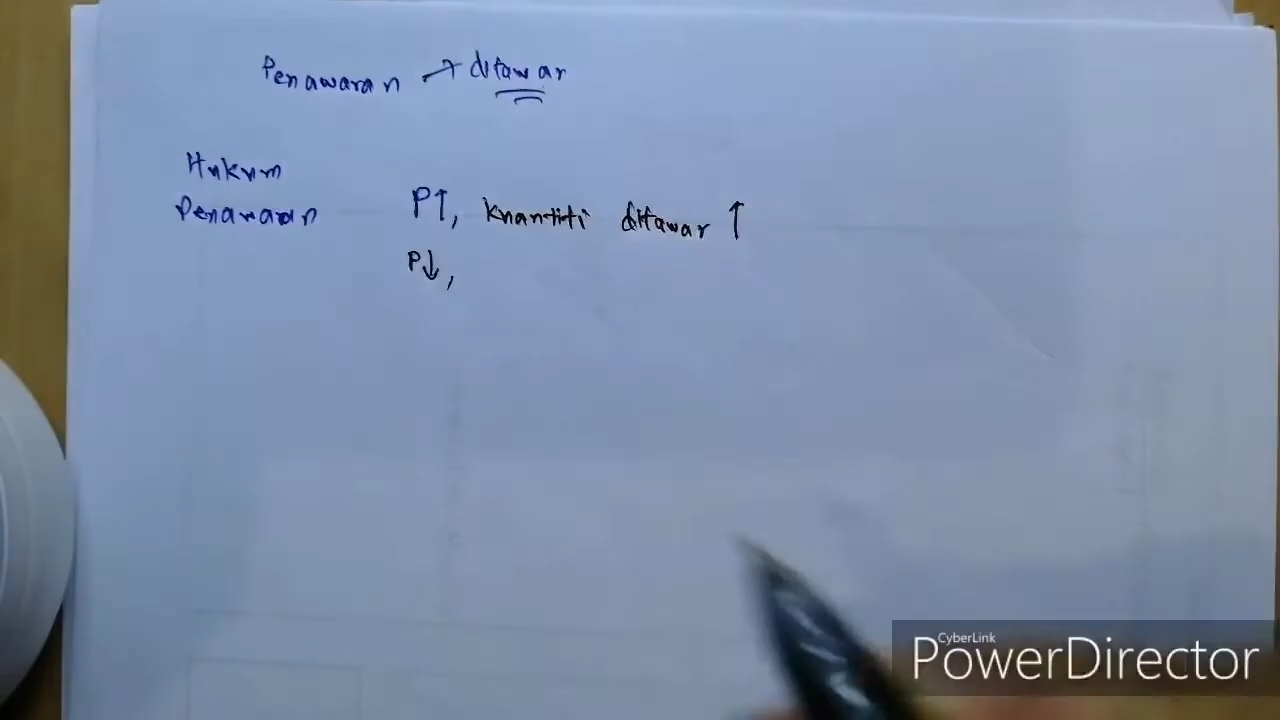 Penawaran → ditawar
Hukum
Penawaran
P↑, Kuantiti ditawar ↑
P↓,
CyberLink
PowerDirector